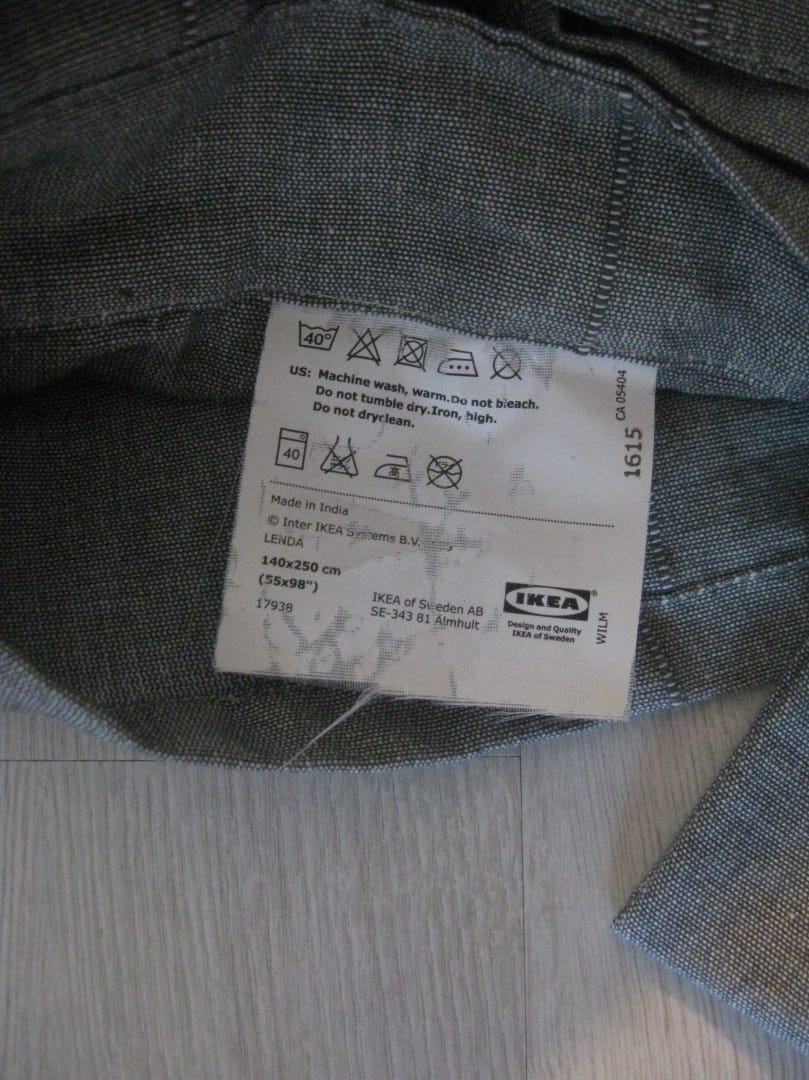 40°
US: Machine wash, warm.Do not bleach.
Do not tumble dry.Iron, high.
Do not dryclean.
40
Made in India
© Inter IKEA Systems B.V.
LENDA
140x250 cm
(55x98")
17938
IKEA of Sweden AB
SE-343 81 Älmhult
IKEA®
Design and Quality
IKEA of Sweden
WILM
1615
CA 05404